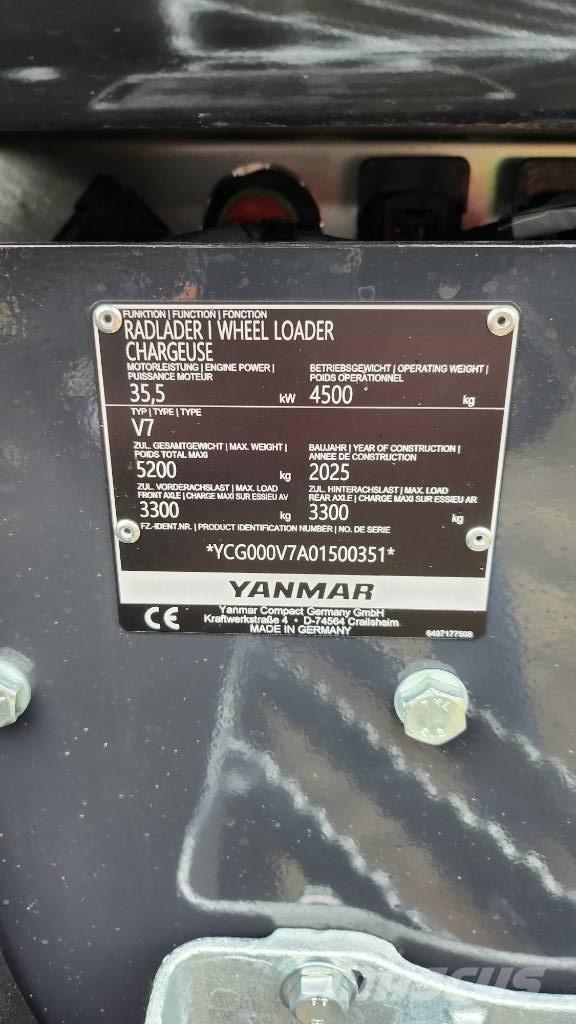 FUNKTION | FUNCTION | FONCTION
RADLADER | WHEEL LOADER
CHARGEUSE
MOTORLEISTUNG | ENGINE POWER |
PUISSANCE MOTEUR
35,5 kW
BETRIEBSGEWICHT | OPERATING WEIGHT |
POIDS OPERATIONNEL
4500 kg
TYP | TYPE | TYPE
V7
ZUL. GESAMTGEWICHT | MAX. WEIGHT |
POIDS TOTAL MAXI
5200 kg
BAUJAHR | YEAR OF CONSTRUCTION |
ANNEE DE CONSTRUCTION
2025
ZUL. VORDERACHSLAST | MAX. LOAD
FRONT AXLE | CHARGE MAXI SUR ESSIEU AV
3300 kg
ZUL. HINTERACHSLAST | MAX. LOAD
REAR AXLE | CHARGE MAXI SUR ESSIEU AR
3300 kg
FZ.-IDENT.NR. | PRODUCT IDENTIFICATION NUMBER | NO. DE SERIE
*YCG000V7A01500351*
YANMAR
CE
Yanmar Compact Germany GmbH
Kraftwerkstraße 4 • D-74564 Crailsheim
MADE IN GERMANY
6497177508